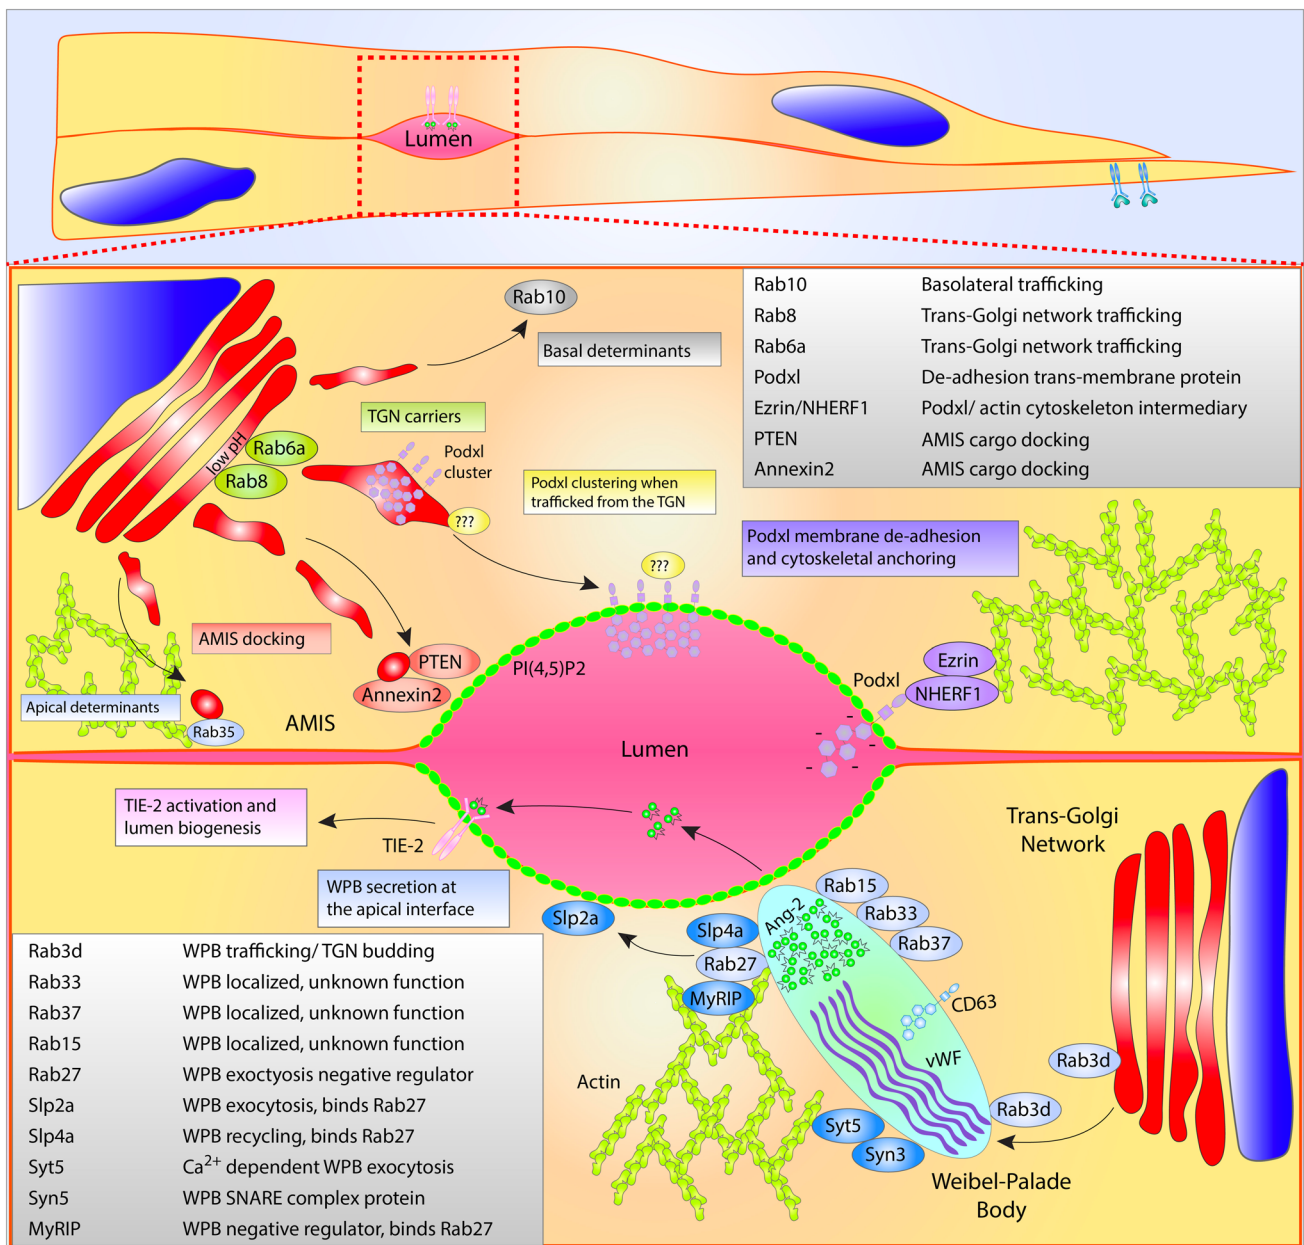 Lumen
Rab10
Basal determinants
TGN carriers
low pH
Rab6a
Rab8
Podxl
cluster
???
Podxl clustering when
trafficked from the TGN
???
Rab10 Basolateral trafficking
Rab8 Trans-Golgi network trafficking
Rab6a Trans-Golgi network trafficking
Podxl De-adhesion trans-membrane protein
Ezrin/NHERF1 Podxl/ actin cytoskeleton intermediary
PTEN AMIS cargo docking
Annexin2 AMIS cargo docking
Podxl membrane de-adhesion
and cytoskeletal anchoring
AMIS docking
PTEN
Annexin2
Apical determinants
Rab35
AMIS
PI(4,5)P2
Podxl
Ezrin
NHERF1
-
-
-
-
-
Lumen
TIE-2 activation and
lumen biogenesis
TIE-2
WPB secretion at
the apical interface
Slp2a
Slp4a
Rab27
MyRIP
Ang-2
Rab15
Rab33
Rab37
CD63
vWF
Actin
Syt5
Syn3
Rab3d
Rab3d
Trans-Golgi
Network
Weibel-Palade
Body
Rab3d WPB trafficking/ TGN budding
Rab33 WPB localized, unknown function
Rab37 WPB localized, unknown function
Rab15 WPB localized, unknown function
Rab27 WPB exoctyosis negative regulator
Slp2a WPB exocytosis, binds Rab27
Slp4a WPB recycling, binds Rab27
Syt5 Ca2+ dependent WPB exocytosis
Syn5 WPB SNARE complex protein
MyRIP WPB negative regulator, binds Rab27